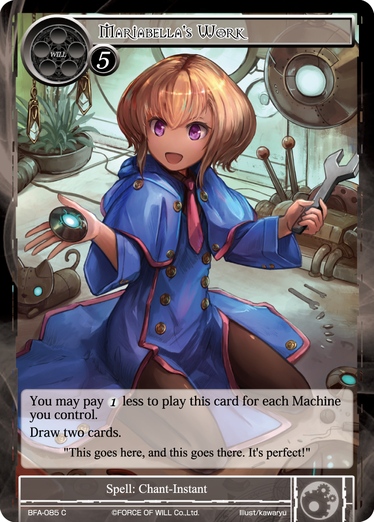 Mariabella's Work
WILL
5
You may pay 1 less to play this card for each Machine
you control.
Draw two cards.
"This goes here, and this goes there. It's perfect!"
Spell: Chant-Instant
BFA-085 C ©FORCE OF WILL Co.,Ltd. Illust/kawaryu